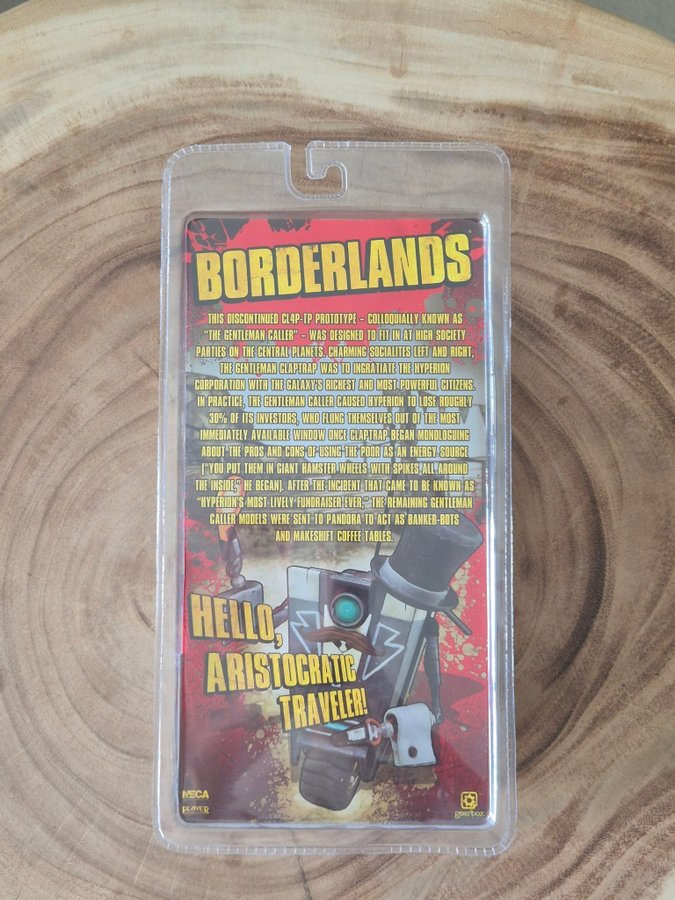 BORDERLANDS
THIS DISCONTINUED CL4P-TP PROTOTYPE - COLLOQUIALLY KNOWN AS
"THE GENTLEMAN CALLER" - WAS DESIGNED TO FIT IN AT HIGH SOCIETY
PARTIES ON THE CENTRAL PLANETS. CHARMING SOCIALITES LEFT AND RIGHT,
THE GENTLEMAN CLAPTRAP WAS TO INGRATIATE THE HYPERION
CORPORATION WITH THE GALAXY'S RICHEST AND MOST POWERFUL CITIZENS.
IN PRACTICE, THE GENTLEMAN CALLER CAUSED HYPERION TO LOSE ROUGHLY
30% OF ITS INVESTORS, WHO FLUNG THEMSELVES OUT OF THE MOST
IMMEDIATELY AVAILABLE WINDOW ONCE CLAPTRAP BEGAN MONOLOGUING
ABOUT THE PROS AND CONS OF USING THE POOR AS AN ENERGY SOURCE
("YOU PUT THEM IN GIANT HAMSTER WHEELS WITH SPIKES ALL AROUND
THE INSIDE," HE BEGAN). AFTER THE INCIDENT THAT CAME TO BE KNOWN AS
"HYPERION'S MOST LIVELY FUNDRAISER EVER," THE REMAINING GENTLEMAN
CALLER MODELS WERE SENT TO PANDORA TO ACT AS BANKER-BOTS
AND MAKESHIFT COFFEE TABLES.
HELLO,
ARISTOCRATIC
TRAVELER!
NECA
PLAYER
gearbox